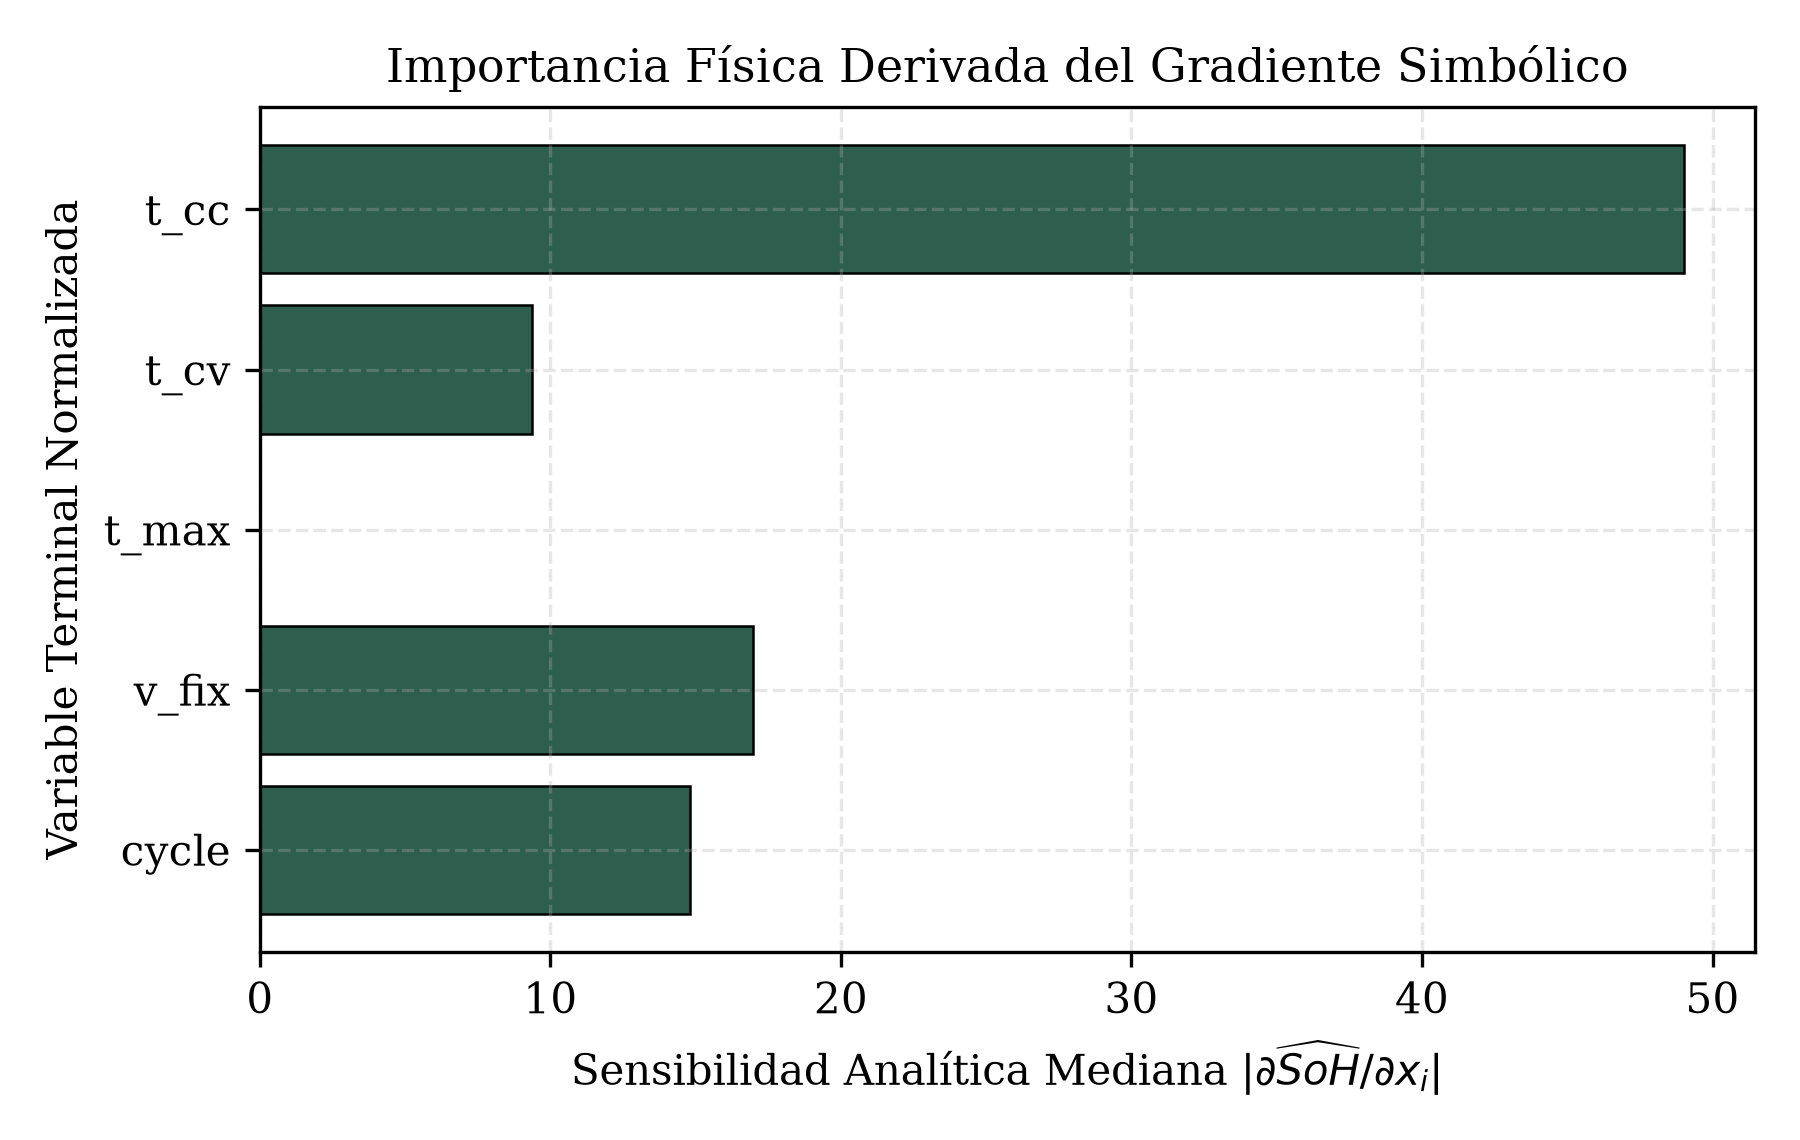 Importancia Física Derivada del Gradiente Simbólico
Variable Terminal Normalizada
t_cc
t_cv
t_max
v_fix
cycle
0 10 20 30 40 50
Sensibilidad Analítica Mediana |∂\widehat{SoH}/∂x_i|